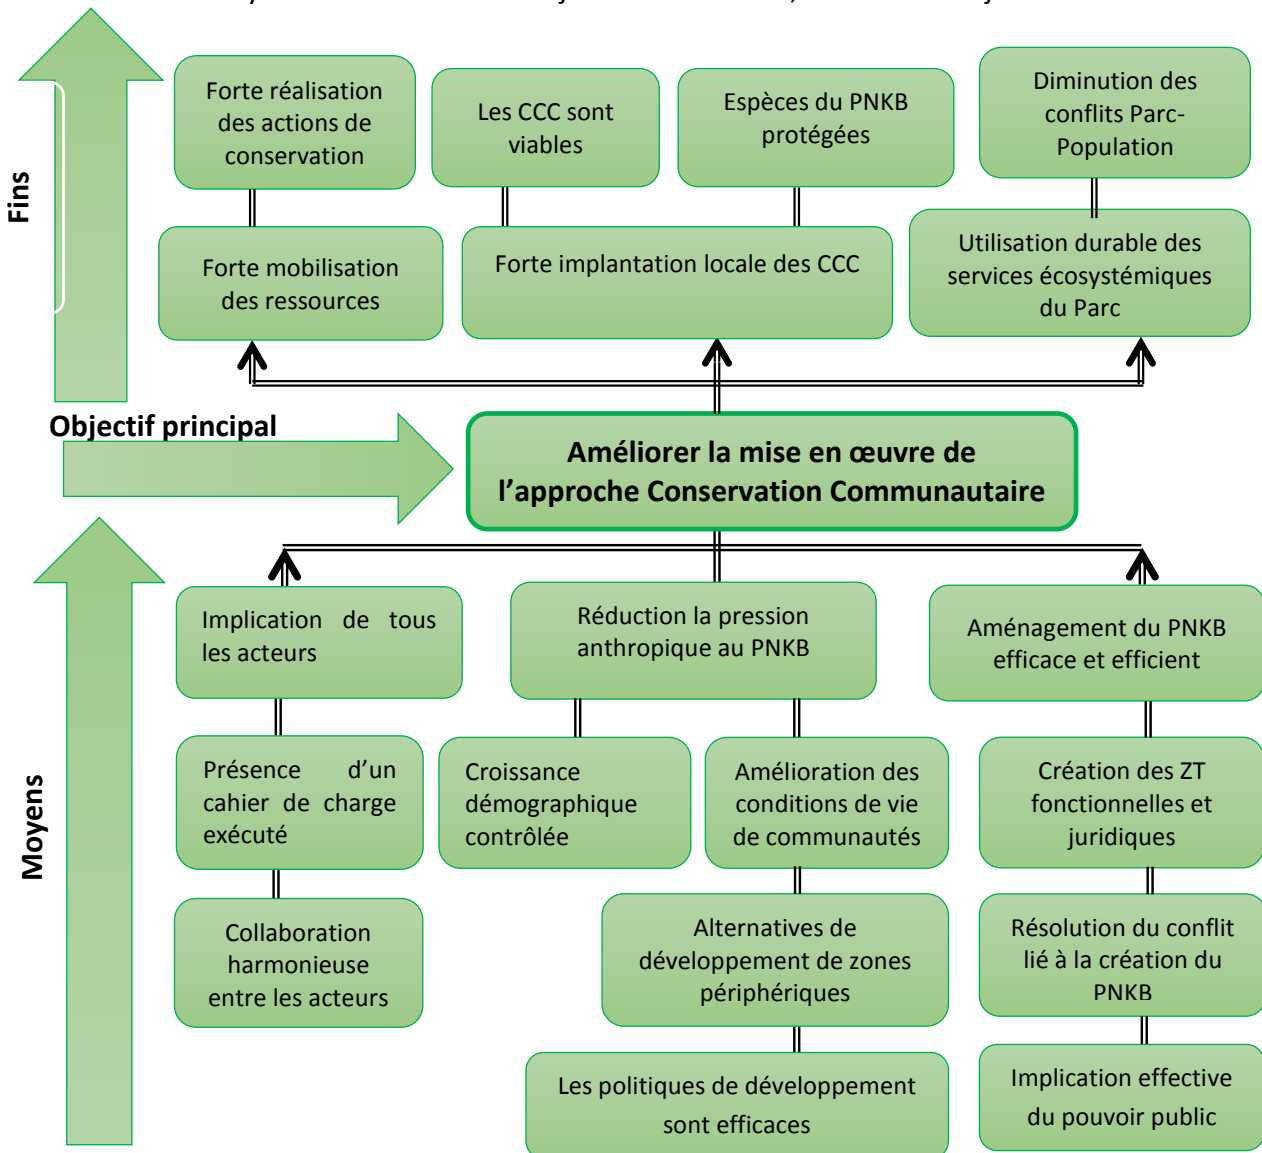 Forte réalisation
des actions de
conservation
Les CCC sont
viables
Espèces du PNKB
protégées
Diminution des
conflits Parc-
Population
Fins
Forte mobilisation
des ressources
Forte implantation locale des CCC
Utilisation durable des
services écosystémiques
du Parc
Objectif principal
Améliorer la mise en œuvre de
l’approche Conservation Communautaire
Implication de tous
les acteurs
Réduction la pression
anthropique au PNKB
Aménagement du PNKB
efficace et efficient
Moyens
Présence d’un
cahier de charge
exécuté
Croissance
démographique
contrôlée
Amélioration des
conditions de vie
de communautés
Création des ZT
fonctionnelles et
juridiques
Collaboration
harmonieuse
entre les acteurs
Alternatives de
développement de zones
périphériques
Résolution du conflit
lié à la création du
PNKB
Les politiques de développement
sont efficaces
Implication effective
du pouvoir public